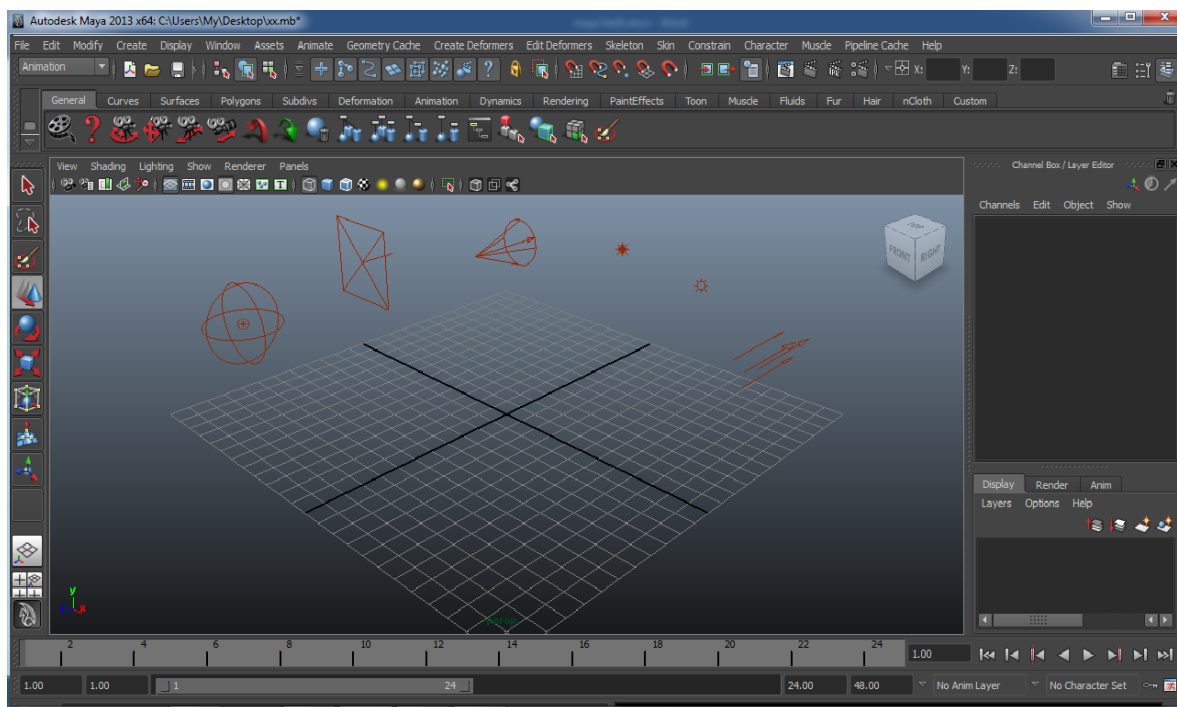 Autodesk Maya 2013 x64: C:\Users\My\Desktop\xx.mb*
File Edit Modify Create Display Window Assets Animate Geometry Cache Create Deformers Edit Deformers Skeleton Skin Constrain Character Muscle Pipeline Cache Help
Animation X: Y: Z:
General Curves Surfaces Polygons Subdivs Deformation Animation Dynamics Rendering PaintEffects Toon Muscle Fluids Fur Hair nCloth Custom
View Shading Lighting Show Renderer Panels
Channel Box / Layer Editor
Channels Edit Object Show
TOP
FRONT RIGHT
Display Render Anim
Layers Options Help
y
z x
persp
2 4 6 8 10 12 14 16 18 20 22 24 1.00
1.00 1.00 1 24 24.00 48.00 No Anim Layer No Character Set